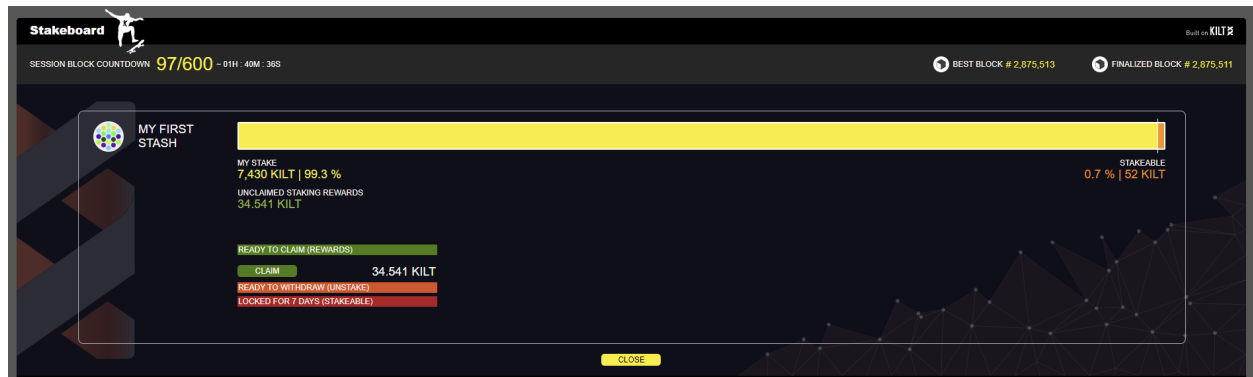 Stakeboard
Built on KILT
SESSION BLOCK COUNTDOWN 97/600 ~ 01H : 40M : 36S
BEST BLOCK # 2,875,513
FINALIZED BLOCK # 2,875,511
MY FIRST
STASH
MY STAKE
7,430 KILT | 99.3 %
STAKEABLE
0.7 % | 52 KILT
UNCLAIMED STAKING REWARDS
34.541 KILT
READY TO CLAIM (REWARDS)
CLAIM 34.541 KILT
READY TO WITHDRAW (UNSTAKE)
LOCKED FOR 7 DAYS (STAKEABLE)
CLOSE